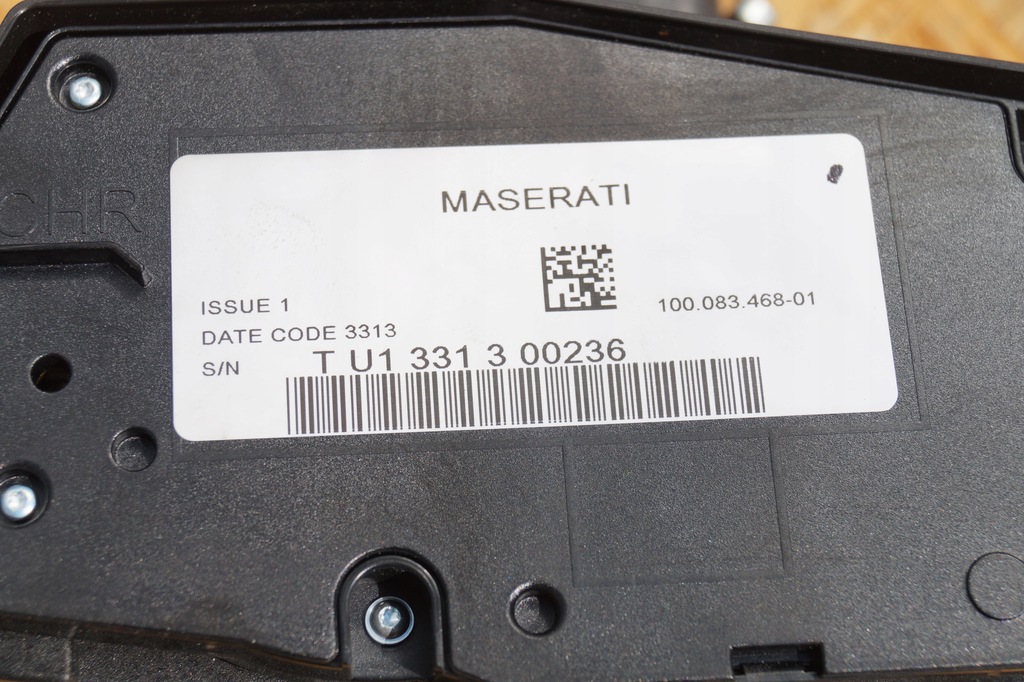 MASERATI
ISSUE 1
100.083.468-01
DATE CODE 3313
S/N T U1 331 3 00236
CHR